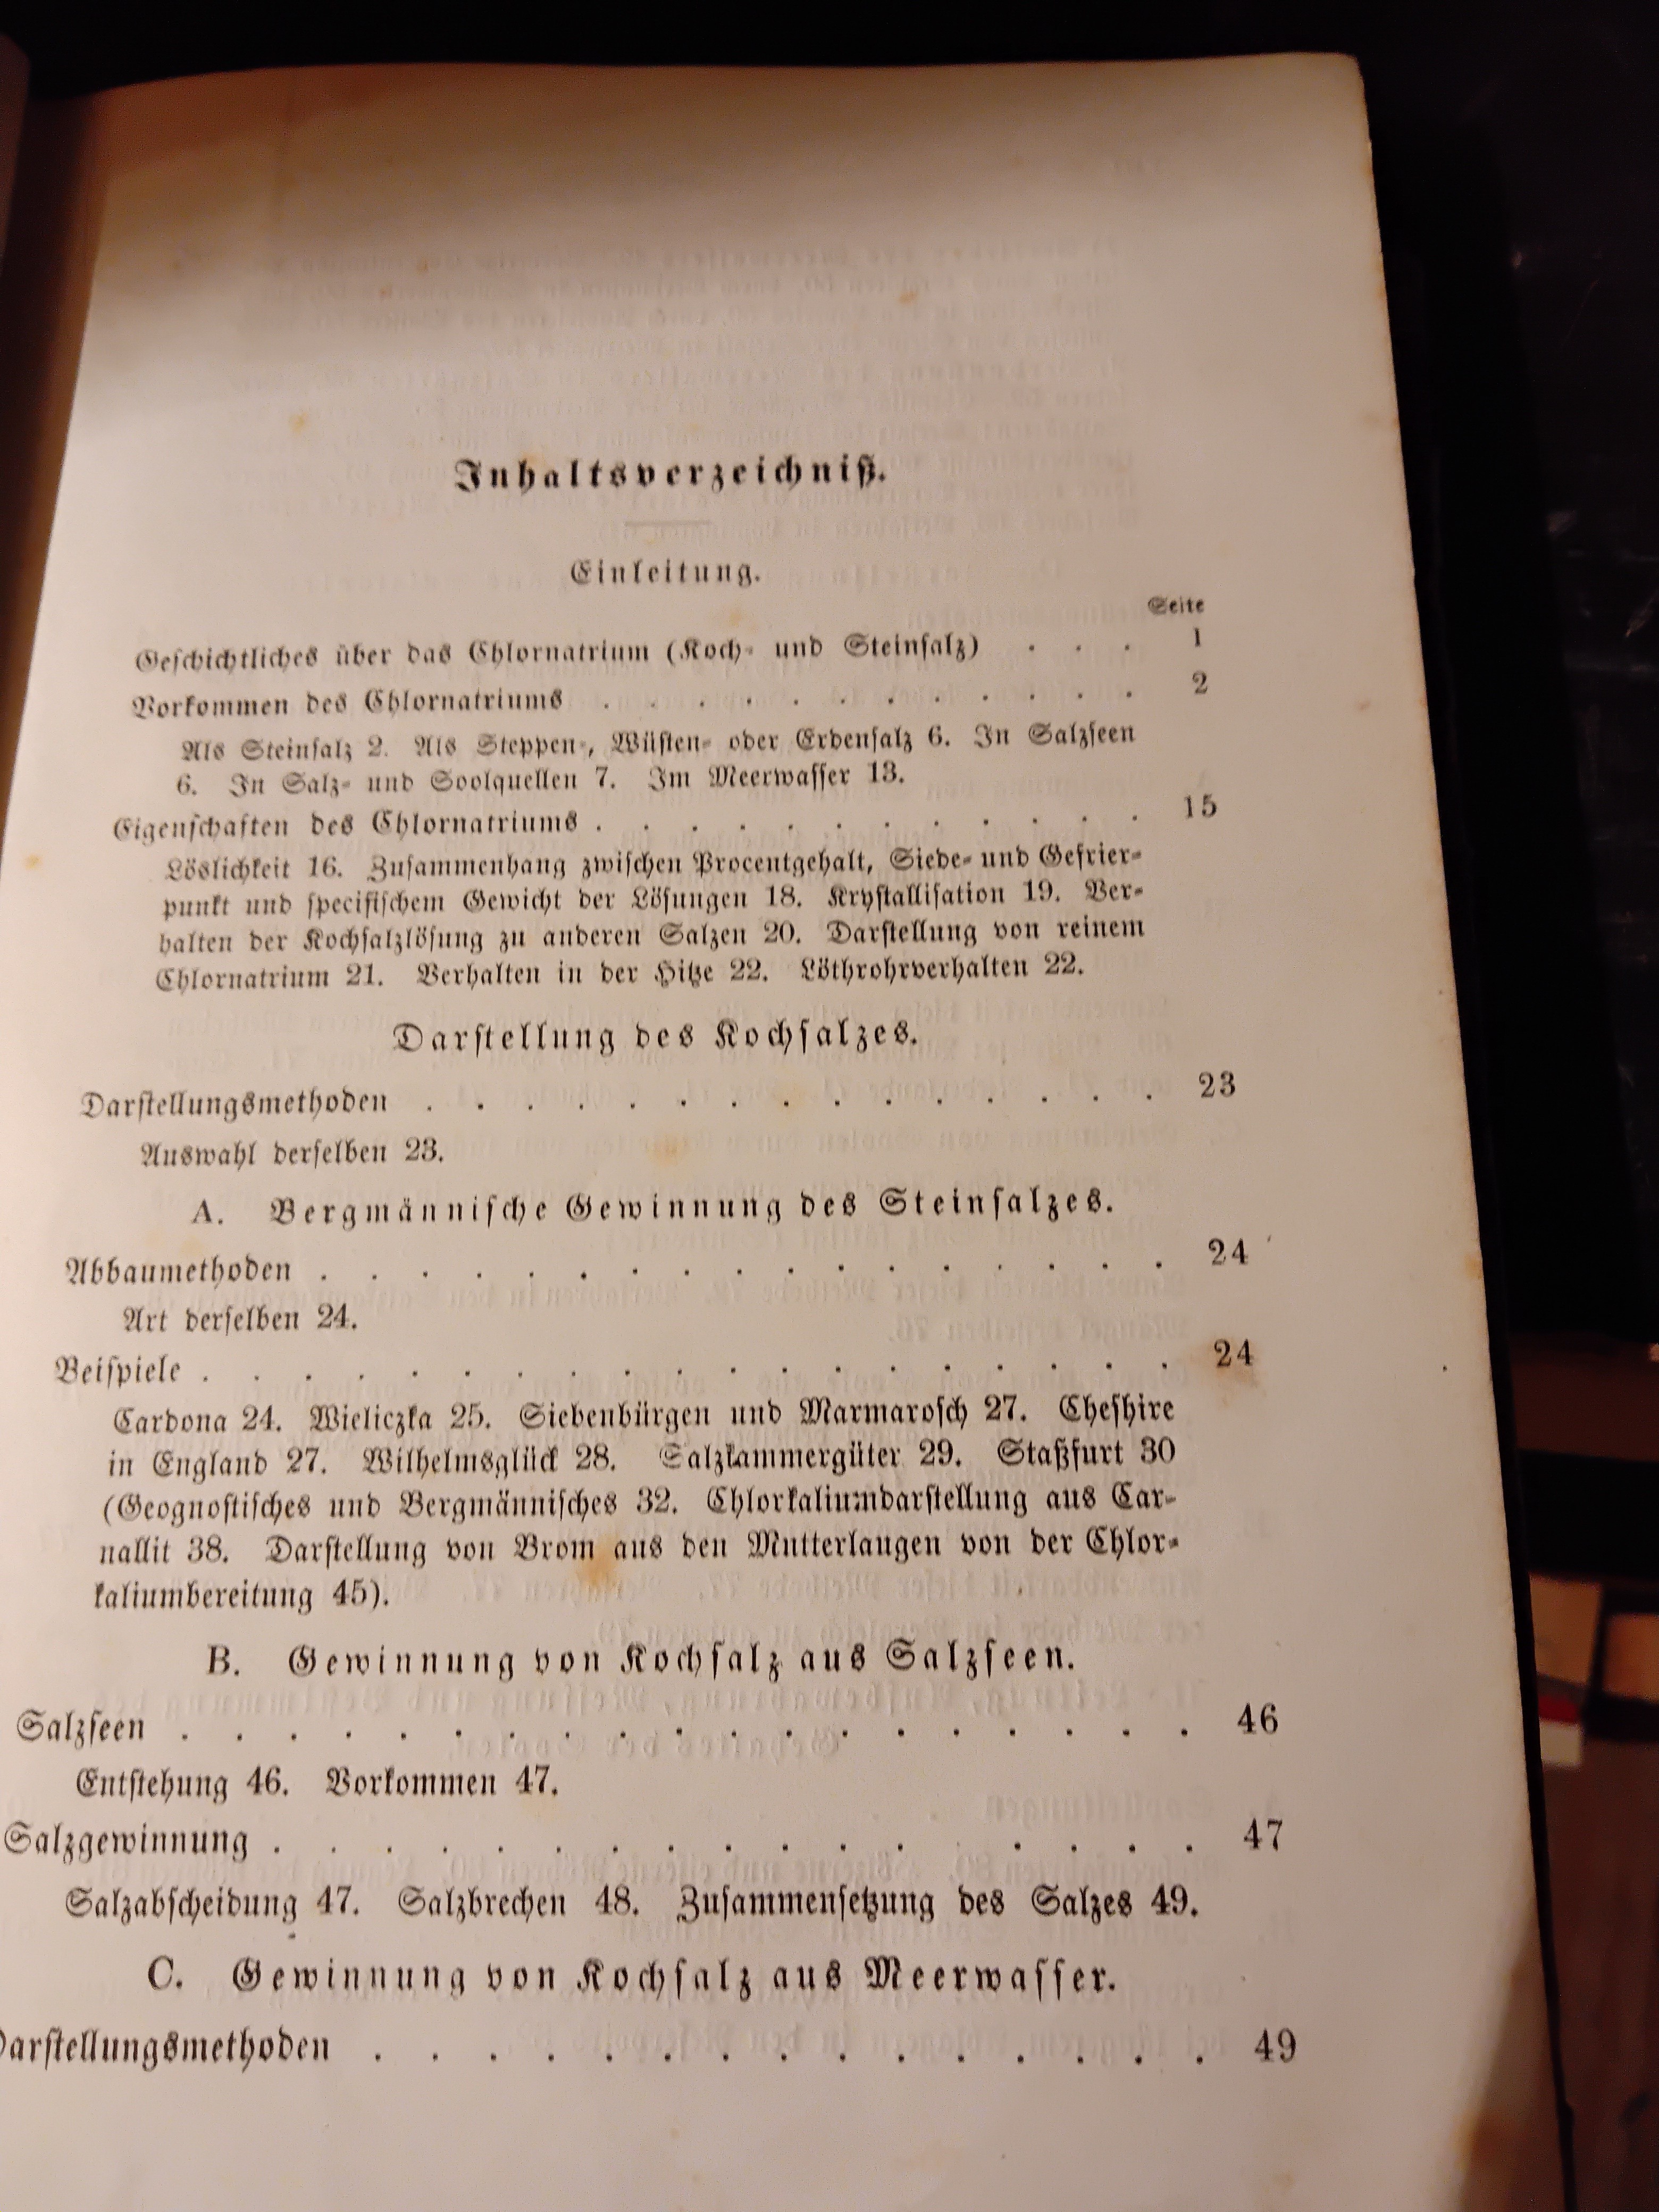 Inhaltsverzeichniß.
Einleitung.
Seite
Geschichtliches über das Chlornatrium (Koch- und Steinsalz) . . . 1
Vorkommen des Chlornatriums . . . . . . . . . . . . 2
Als Steinsalz 2. Als Steppen-, Wüsten- oder Erdensalz 6. In Salzseen
6. In Salz- und Soolquellen 7. Im Meerwasser 13.
Eigenschaften des Chlornatriums . . . . . . . . . . . . 15
Löslichkeit 16. Zusammenhang zwischen Procentgehalt, Siede- und Gefrier-
punkt und specifischem Gewicht der Lösungen 18. Krystallisation 19. Ver-
halten der Kochsalzlösung zu anderen Salzen 20. Darstellung von reinem
Chlornatrium 21. Verhalten in der Hitze 22. Löthrohrverhalten 22.
Darstellung des Kochsalzes.
Darstellungsmethoden . . . . . . . . . . . . . . . 23
Auswahl derselben 23.
A. Bergmännische Gewinnung des Steinsalzes.
Abbaumethoden . . . . . . . . . . . . . . . . . 24
Art derselben 24.
Beispiele . . . . . . . . . . . . . . . . . . . 24
Cardona 24. Wieliczka 25. Siebenbürgen und Marmarosch 27. Cheshire
in England 27. Wilhelmsglück 28. Salzkammergüter 29. Staßfurt 30
(Geognostisches und Bergmännisches 32. Chlorkaliumdarstellung aus Car-
nallit 38. Darstellung von Brom aus den Mutterlaugen von der Chlor-
kaliumbereitung 45).
B. Gewinnung von Kochsalz aus Salzseen.
Salzseen . . . . . . . . . . . . . . . . . . . 46
Entstehung 46. Vorkommen 47.
Salzgewinnung . . . . . . . . . . . . . . . . 47
Salzabscheidung 47. Salzbrechen 48. Zusammensetzung des Salzes 49.
C. Gewinnung von Kochsalz aus Meerwasser.
Darstellungsmethoden . . . . . . . . . . . . . . . 49